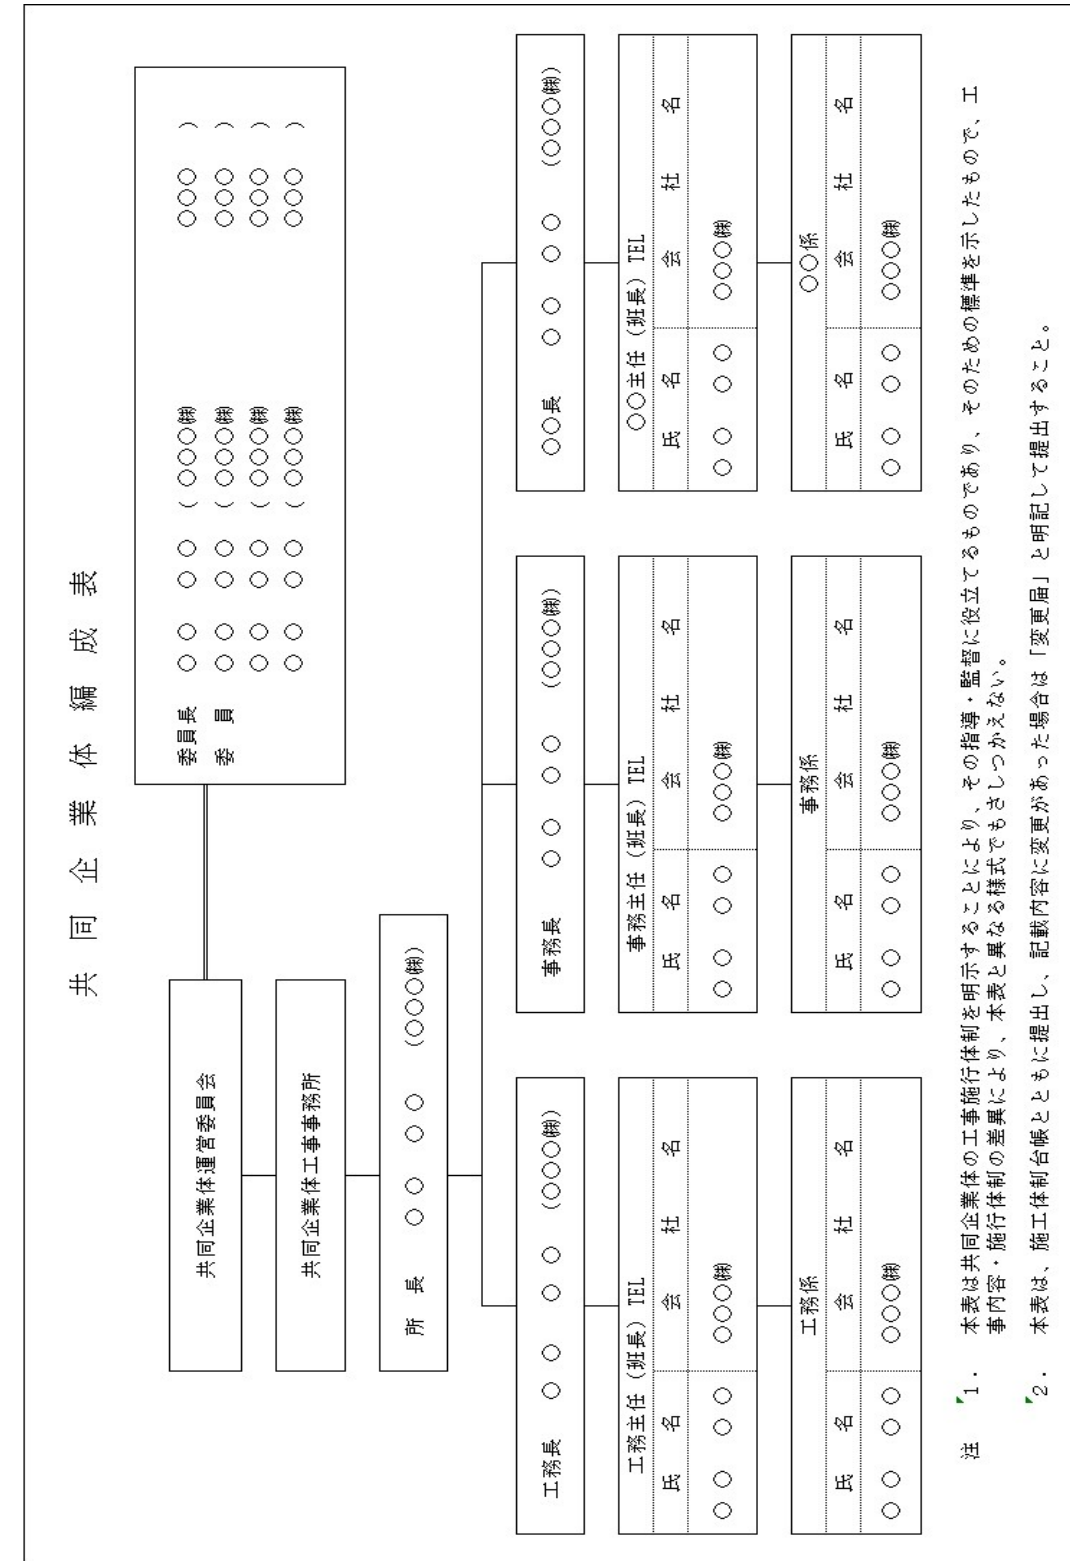 共同企業体編成表
共同企業体運営委員会
委員長 ○○ ○○ (○○○㈱ ○○○ )
委 員 ○○ ○○ (○○○㈱ ○○○ )
○○ ○○ (○○○㈱ ○○○ )
○○ ○○ (○○○㈱ ○○○ )
共同企業体工事事務所
所 長 ○○ ○○ (○○○㈱)
工務長 ○○ ○○ (○○○㈱)
事務長 ○○ ○○ (○○○㈱)
○○長 ○○ ○○ (○○○㈱)
工務主任(班長)TEL
氏 名 会 社 名
○○ ○○ ○○○㈱
事務主任(班長)TEL
氏 名 会 社 名
○○ ○○ ○○○㈱
○○主任(班長)TEL
氏 名 会 社 名
○○ ○○ ○○○㈱
工務係
氏 名 会 社 名
○○ ○○ ○○○㈱
事務係
氏 名 会 社 名
○○ ○○ ○○○㈱
○○係
氏 名 会 社 名
○○ ○○ ○○○㈱
注 1. 本表は共同企業体の工事施行体制を明示することにより、その指導・監督に役立てるものであり、そのための標準を示したもので、工
事内容・施行体制の差異により、本表と異なる様式でもさしつかえない。
2. 本表は、施工体制台帳とともに提出し、記載内容に変更があった場合は「変更届」と明記して提出すること。